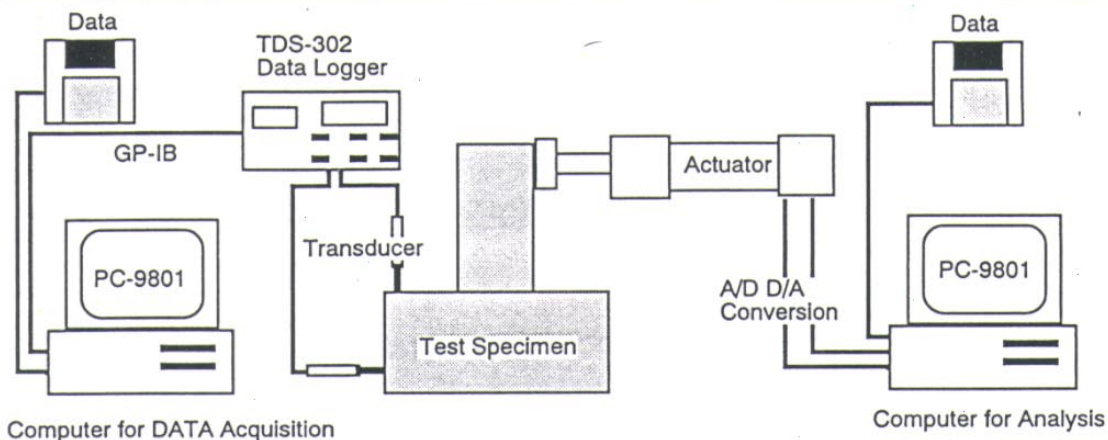 Data
TDS-302
Data Logger
Data
GP-IB
Actuator
Transducer
PC-9801
PC-9801
A/D D/A
Conversion
Test Specimen
Computer for DATA Acquisition
Computer for Analysis